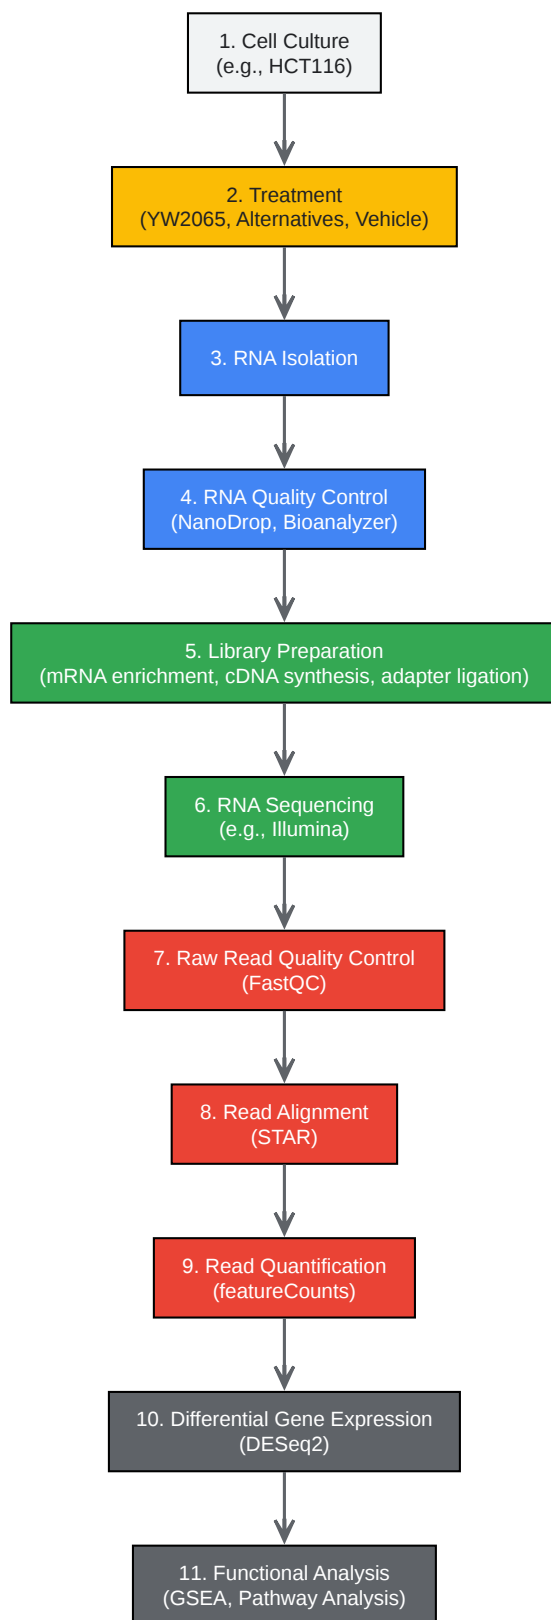 1. Cell Culture
(e.g., HCT116)
2. Treatment
(YW2065, Alternatives, Vehicle)
3. RNA Isolation
4. RNA Quality Control
(NanoDrop, Bioanalyzer)
5. Library Preparation
(mRNA enrichment, cDNA synthesis, adapter ligation)
6. RNA Sequencing
(e.g., Illumina)
7. Raw Read Quality Control
(FastQC)
8. Read Alignment
(STAR)
9. Read Quantification
(featureCounts)
10. Differential Gene Expression
(DESeq2)
11. Functional Analysis
(GSEA, Pathway Analysis)